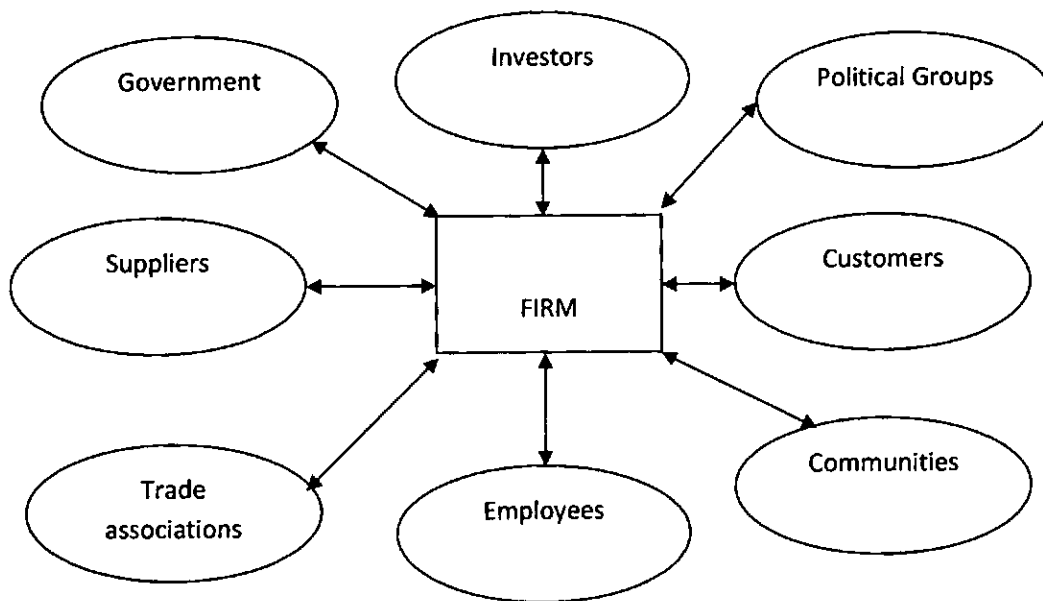 Investors
Government
Political Groups
Suppliers
Customers
FIRM
Trade
associations
Employees
Communities